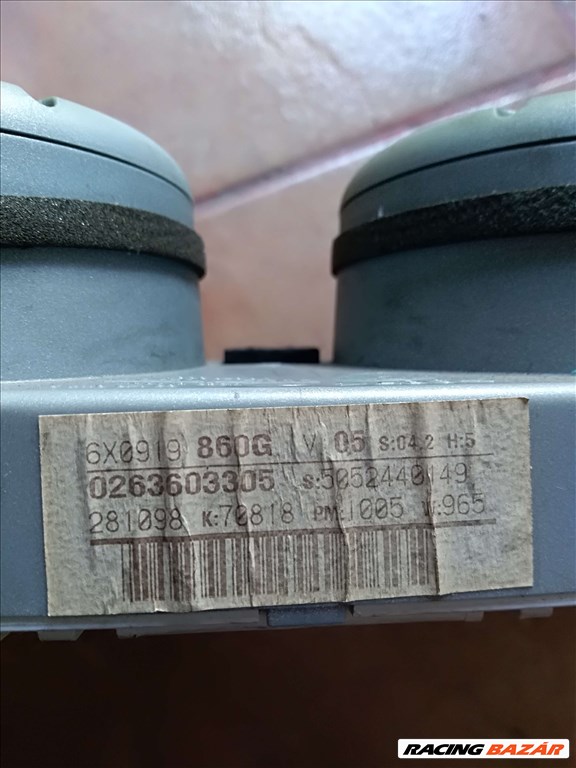 6X0919 860G V 05 S:04.2 H:5
0263603305 S:5052440149
281098 K:70818 PM:1005 W:965
RACING BAZÁR